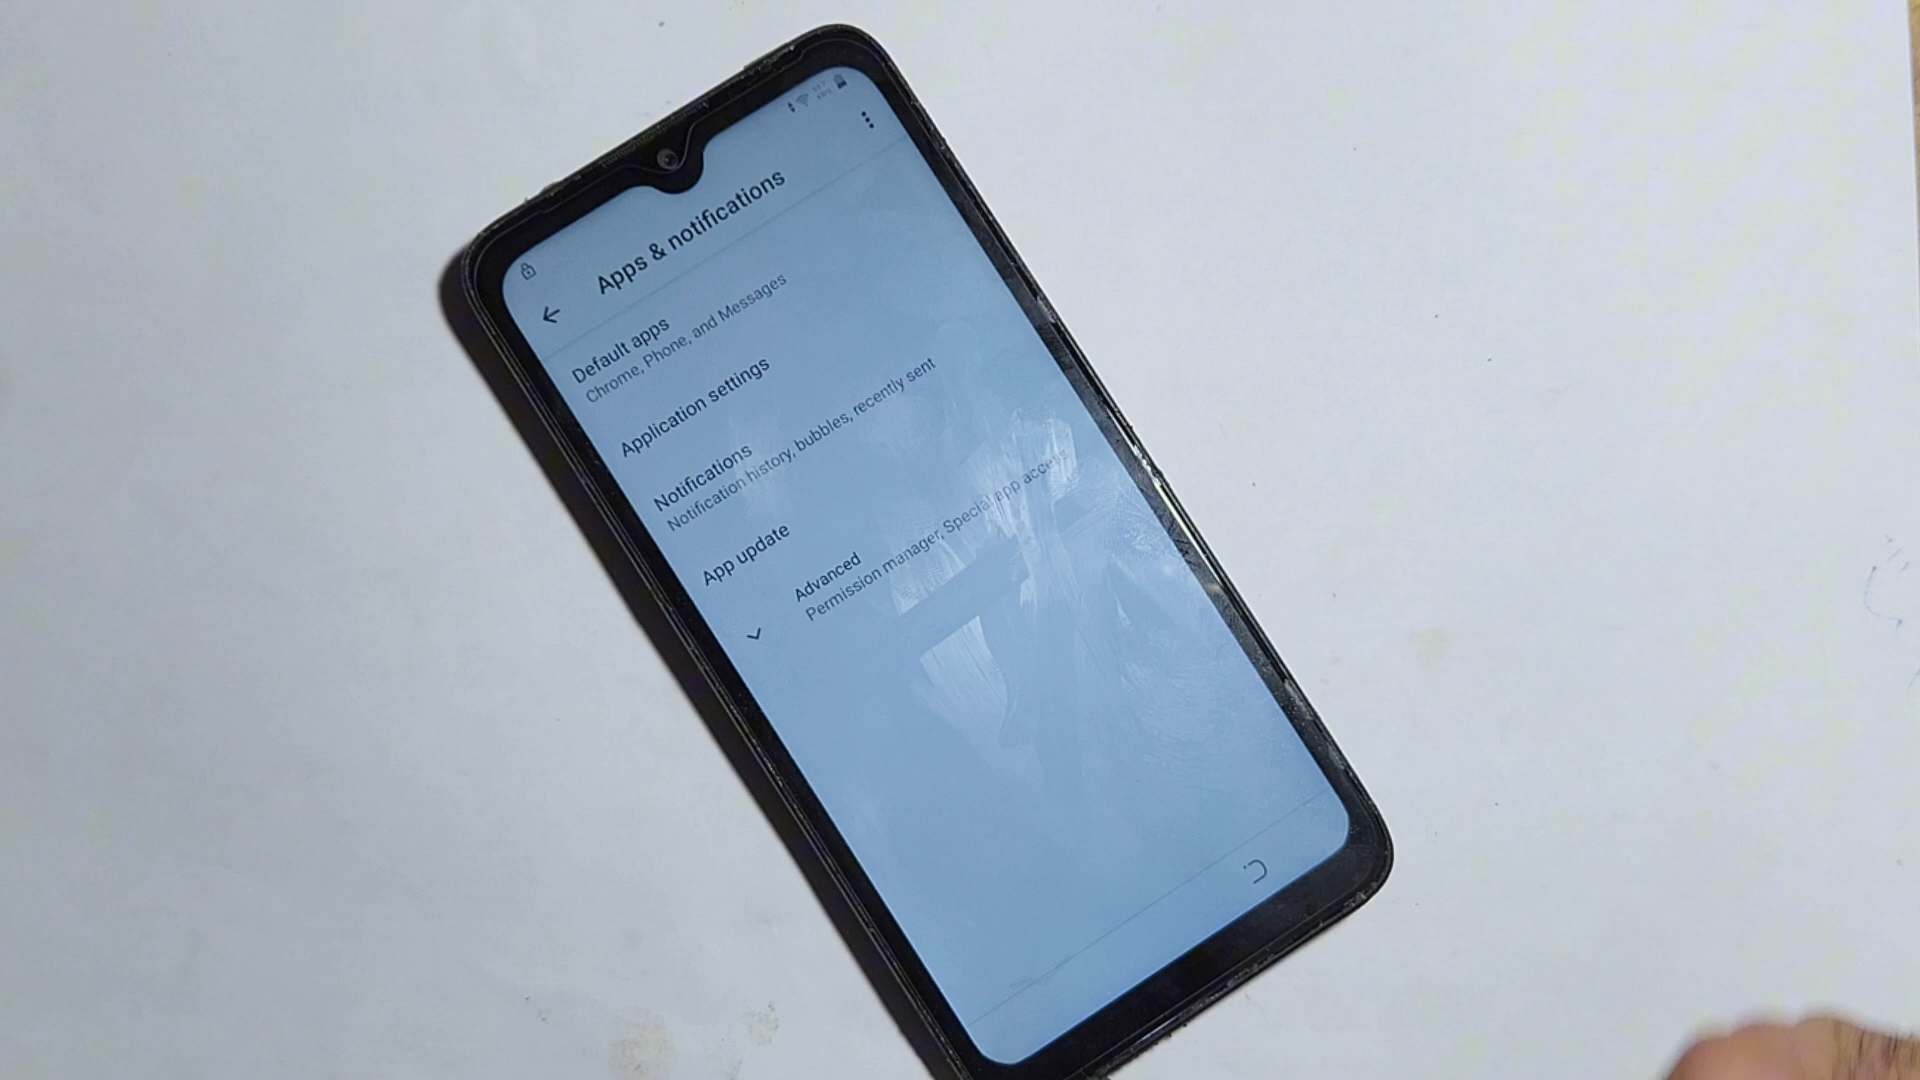 Apps & notifications
Default apps
Chrome, Phone, and Messages
Application settings
Notifications
Notification history, bubbles, recently sent
App update
Advanced
Permission manager, Special app access